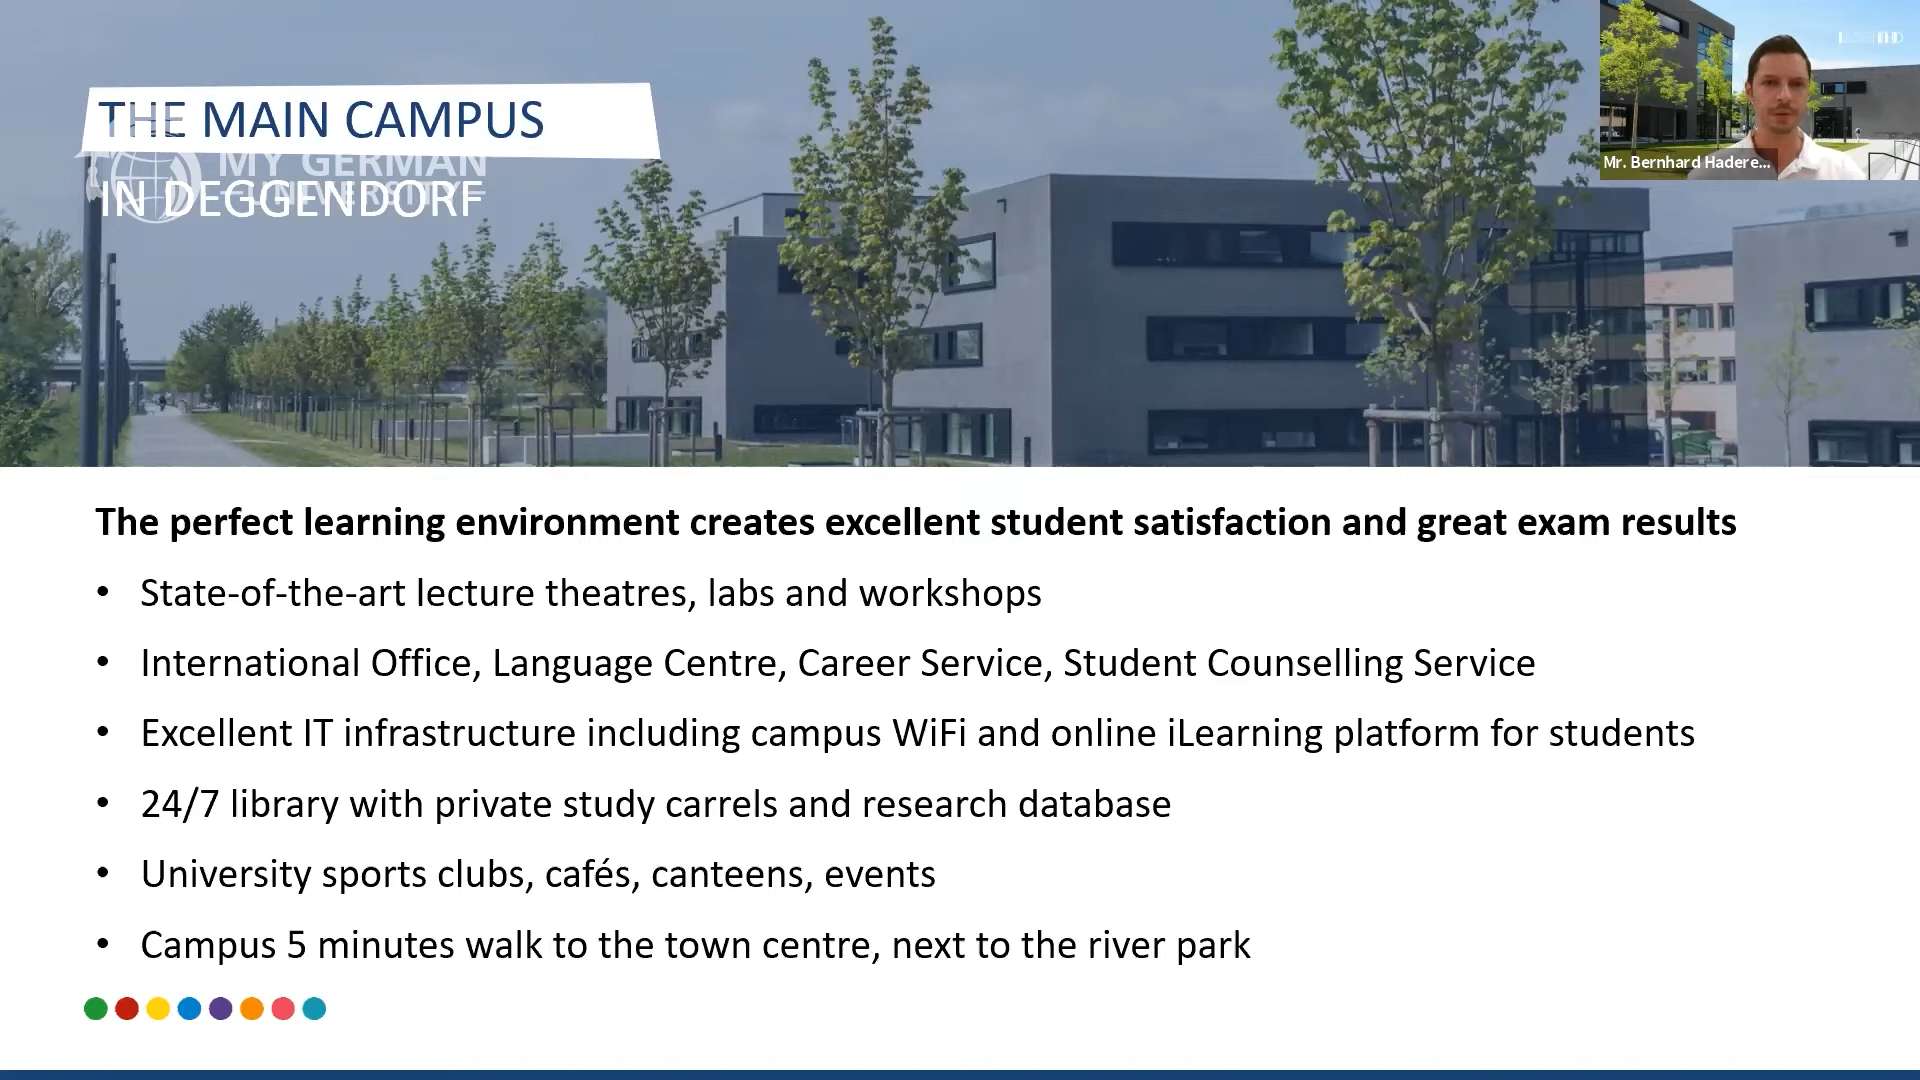 THE MAIN CAMPUS
MY GERMAN
UNIVERSITY
IN DEGGENDORF
Mr. Bernhard Hadere...
The perfect learning environment creates excellent student satisfaction and great exam results
• State-of-the-art lecture theatres, labs and workshops
• International Office, Language Centre, Career Service, Student Counselling Service
• Excellent IT infrastructure including campus WiFi and online iLearning platform for students
• 24/7 library with private study carrels and research database
• University sports clubs, cafés, canteens, events
• Campus 5 minutes walk to the town centre, next to the river park